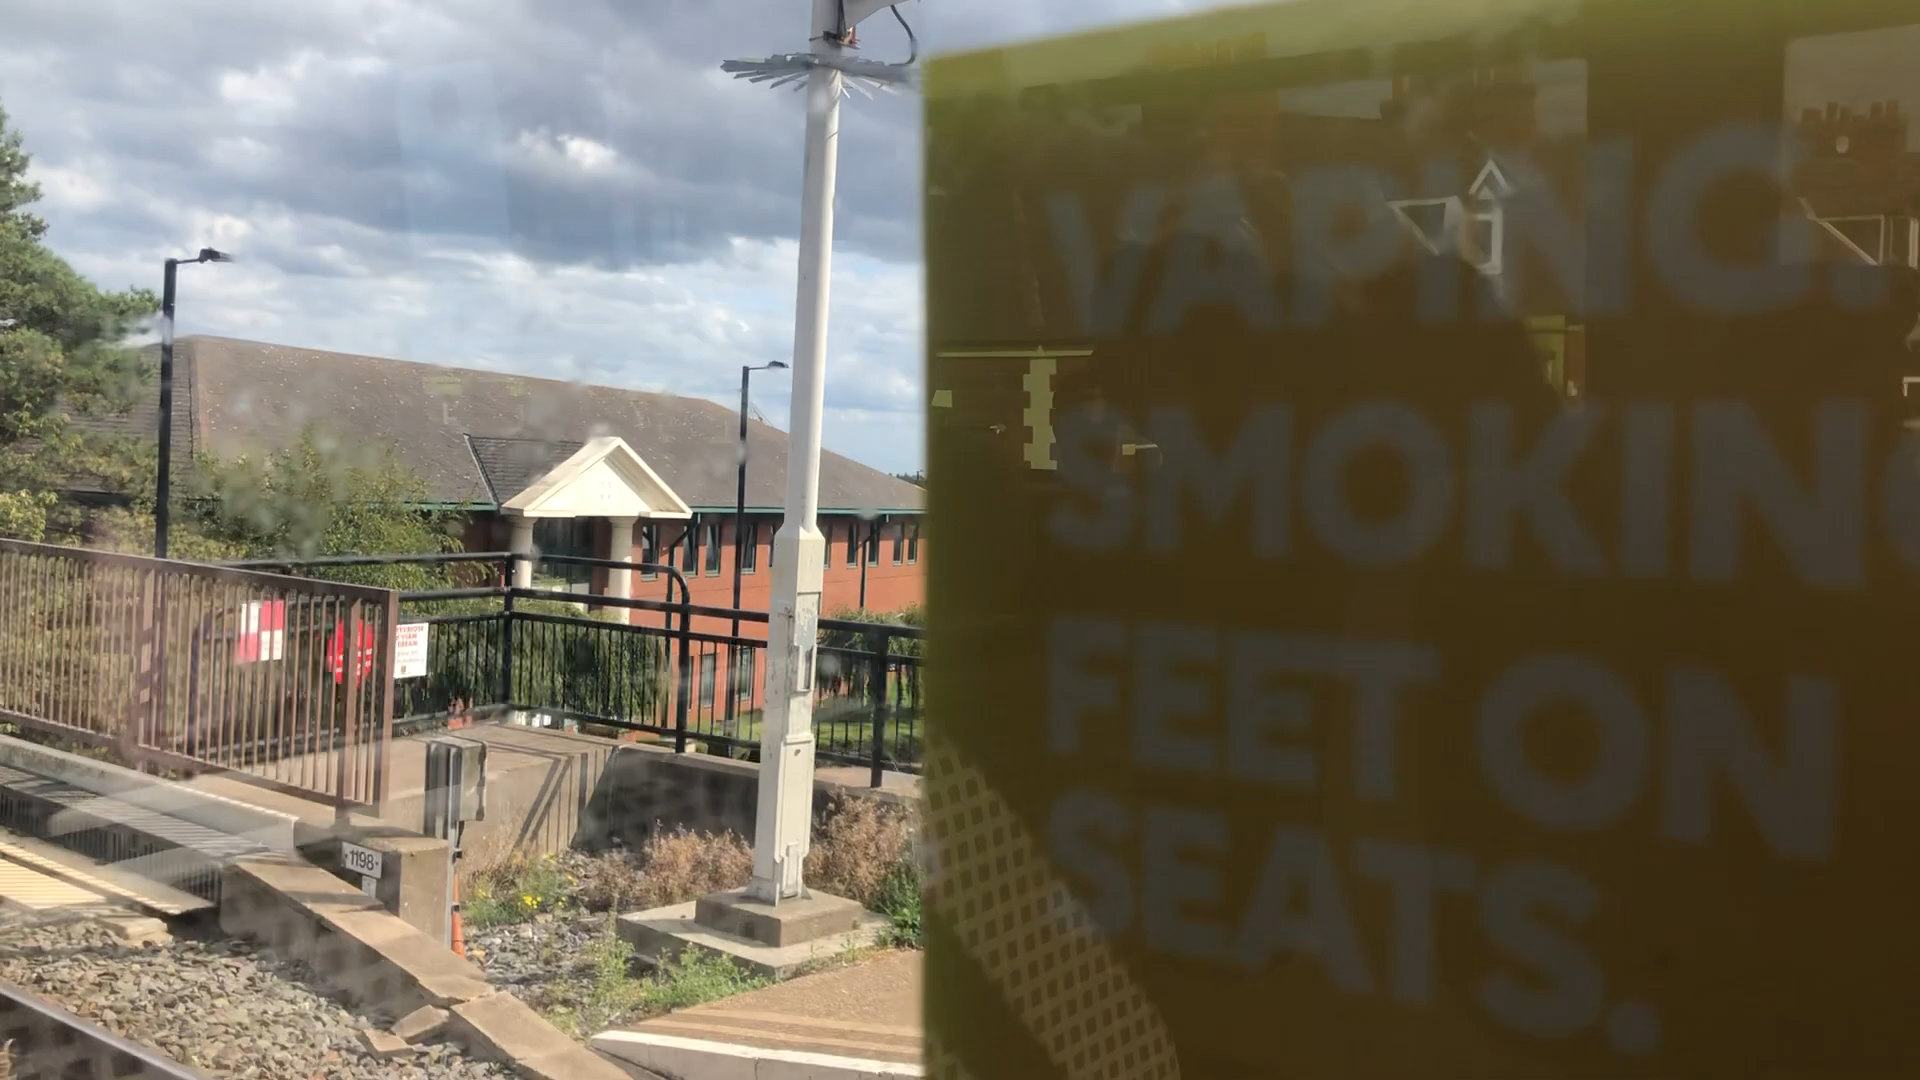 VAPING.
SMOKING
FEET ON
SEATS.
1198